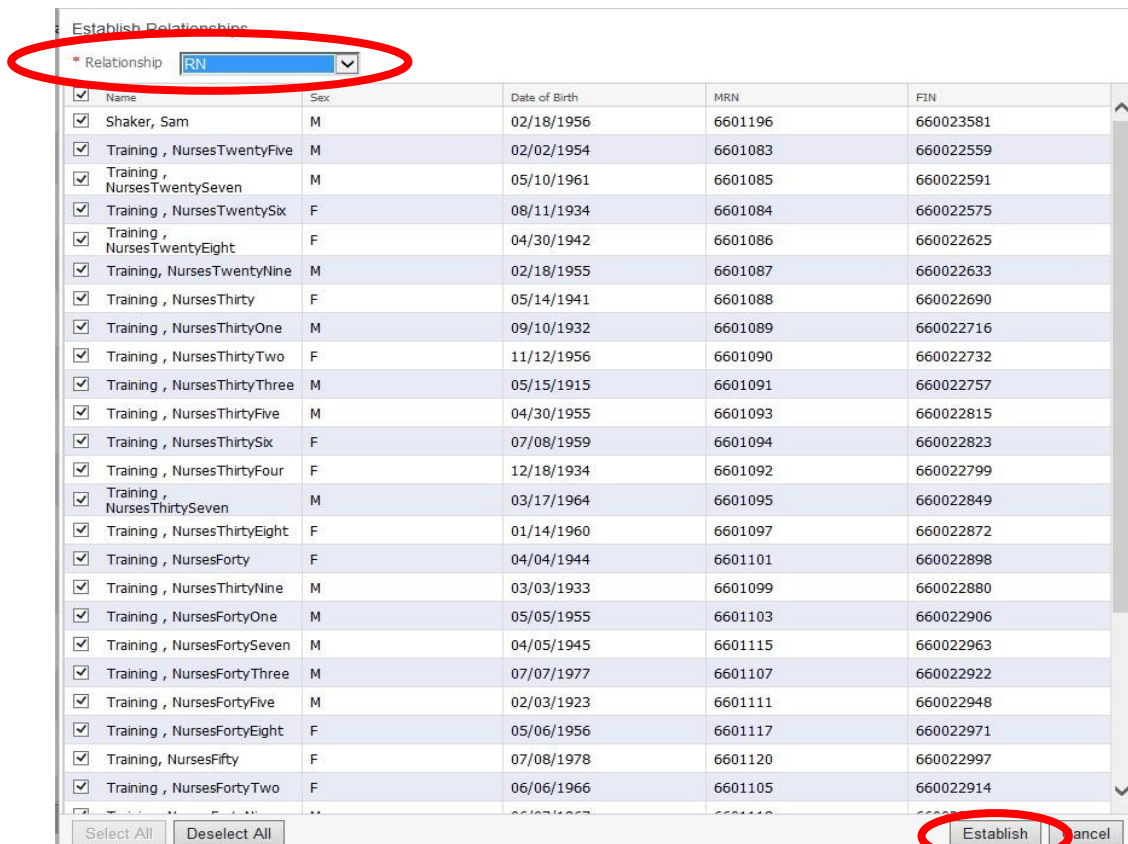 Establish Relationships
* Relationship RN
Name Sex Date of Birth MRN FIN
Shaker, Sam M 02/18/1956 6601196 660023581
Training , NursesTwentyFive M 02/02/1954 6601083 660022559
Training ,
NursesTwentySeven M 05/10/1961 6601085 660022591
Training , NursesTwentySix F 08/11/1934 6601084 660022575
Training ,
NursesTwentyEight F 04/30/1942 6601086 660022625
Training, NursesTwentyNine M 02/18/1955 6601087 660022633
Training , NursesThirty F 05/14/1941 6601088 660022690
Training , NursesThirtyOne M 09/10/1932 6601089 660022716
Training , NursesThirtyTwo F 11/12/1956 6601090 660022732
Training , NursesThirtyThree M 05/15/1915 6601091 660022757
Training , NursesThirtyFive M 04/30/1955 6601093 660022815
Training , NursesThirtySix F 07/08/1959 6601094 660022823
Training , NursesThirtyFour F 12/18/1934 6601092 660022799
Training ,
NursesThirtySeven M 03/17/1964 6601095 660022849
Training , NursesThirtyEight F 01/14/1960 6601097 660022872
Training , NursesForty F 04/04/1944 6601101 660022898
Training , NursesThirtyNine M 03/03/1933 6601099 660022880
Training , NursesFortyOne M 05/05/1955 6601103 660022906
Training , NursesFortySeven M 04/05/1945 6601115 660022963
Training , NursesFortyThree M 07/07/1977 6601107 660022922
Training , NursesFortyFive M 02/03/1923 6601111 660022948
Training , NursesFortyEight F 05/06/1956 6601117 660022971
Training, NursesFifty F 07/08/1978 6601120 660022997
Training , NursesFortyTwo F 06/06/1966 6601105 660022914
Select All Deselect All Establish Cancel